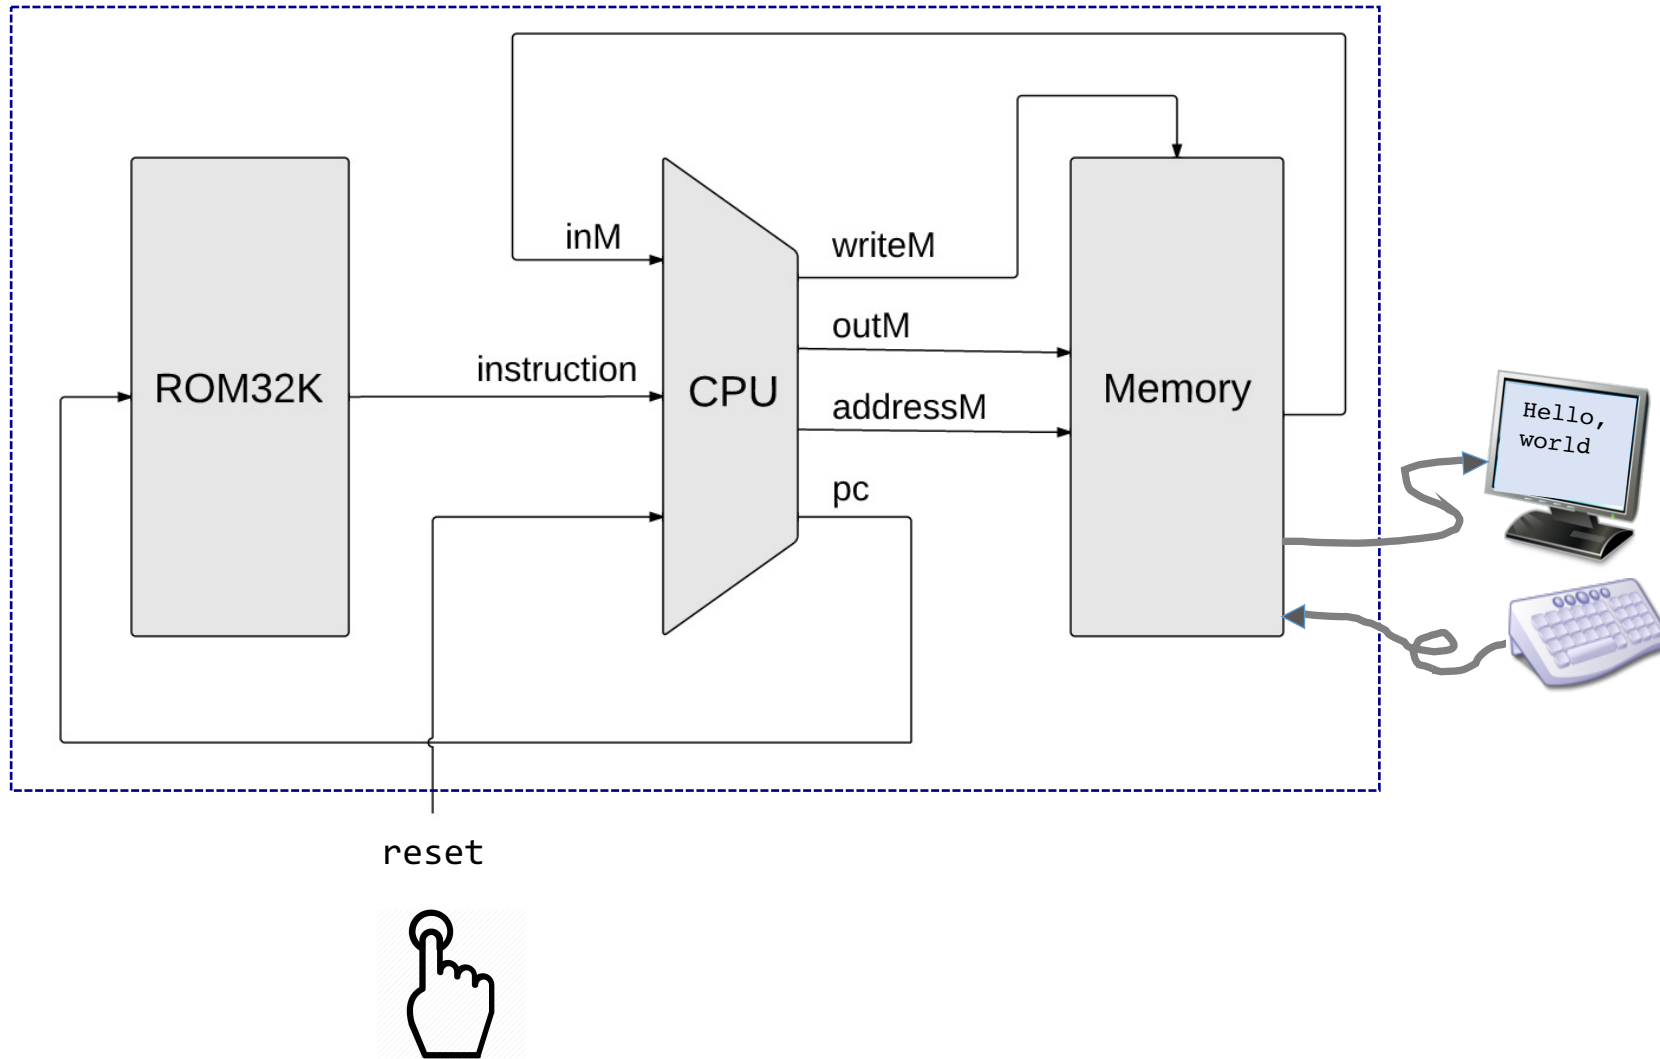 inM
writeM
outM
instruction
ROM32K
CPU
addressM
Memory
pc
Hello,
world
reset